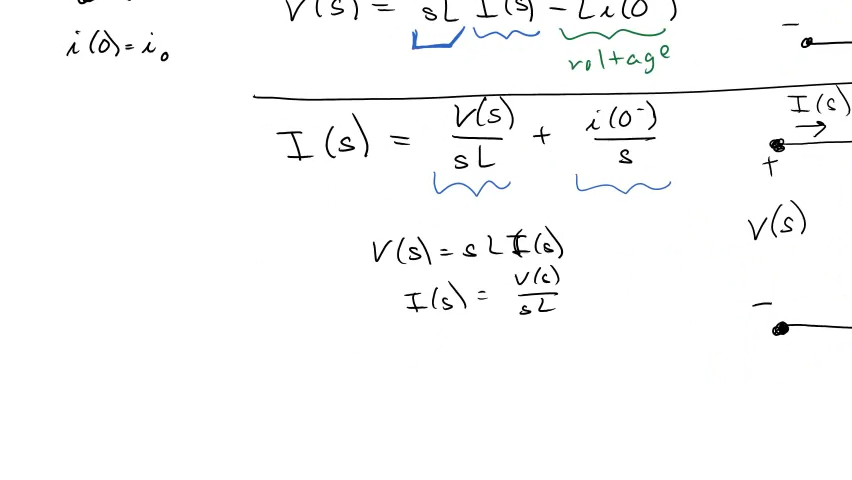 V(s) = sL I(s) - Li(0⁻)
i(0) = i₀
voltage
I(s) = V(s)/sL + i(0⁻)/s
I(s) →
+
V(s)
-
V(s) = sL I(s)
I(s) = V(s)/sL
-